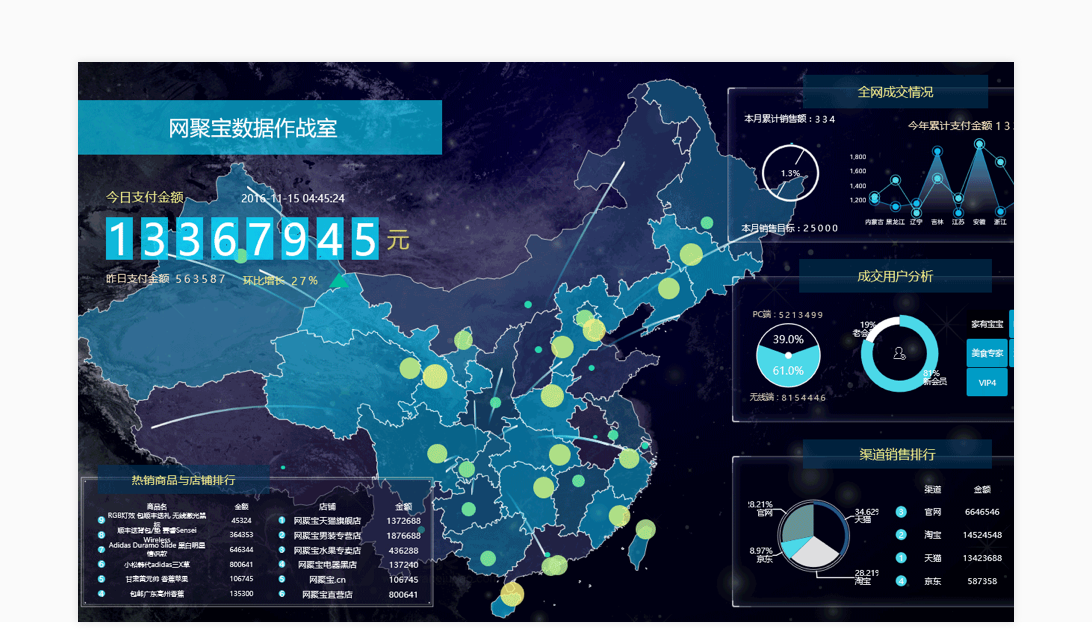 网聚宝数据作战室
今日支付金额
2016-11-15 04:45:24
13367945元
昨日支付金额 563587
环比增长 27%
全网成交情况
本月累计销售额：334
今年累计支付金额 13
1.3%
本月销售目标：25000
1,800
1,600
1,400
1,200
内蒙古 黑龙江 辽宁 吉林 江苏 安徽 浙江
成交用户分析
PC端：5213499
39.0%
61.0%
无线端：8154446
19%
老会员
81%
新会员
家有宝宝
美食专家
VIP4
渠道销售排行
28.21%
官网
34.62%
天猫
8.97%
京东
28.21%
淘宝
渠道 金额
3 官网 6646546
2 淘宝 14524548
1 天猫 13423688
4 京东 587358
热销商品与店铺排行
商品名 金额
RGB灯效 包顺丰送礼 无线激光鼠标 45324
顺丰送背包/垫 雷蛇Sensei Wireless 364353
Adidas Duramo Slide 黑白明星情侣款 646344
小松韩代adidas三X草 800641
甘肃黄元帅 香蕉苹果 106745
4 包邮广东高州香蕉 135300
店铺 金额
1 网聚宝天猫旗舰店 1372688
2 网聚宝男装专营店 1876688
3 网聚宝水果专卖店 436288
4 网聚宝电器黑店 137240
5 网聚宝.cn 106745
6 网聚宝直营店 800641